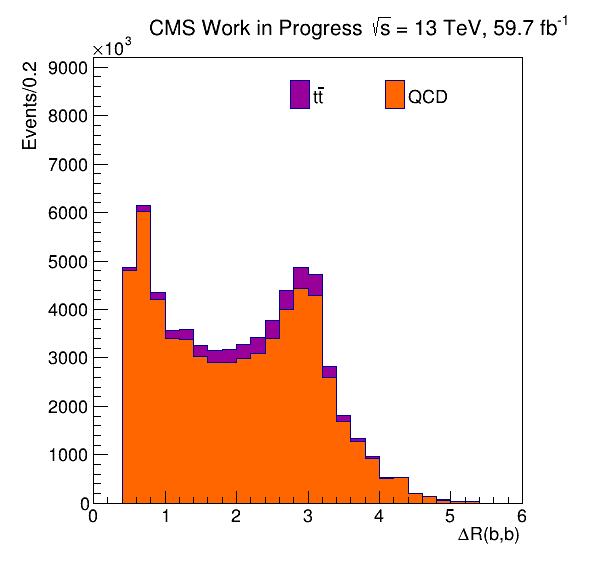 CMS Work in Progress √s = 13 TeV, 59.7 fb⁻¹
×10³
Events/0.2
tt̄
QCD
9000
8000
7000
6000
5000
4000
3000
2000
1000
0
0 1 2 3 4 5 6
ΔR(b,b)